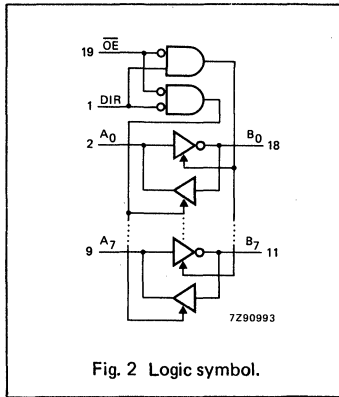 19 OE
1 DIR
2 A0 B0 18
9 A7 B7 11
7Z90993
Fig. 2 Logic symbol.